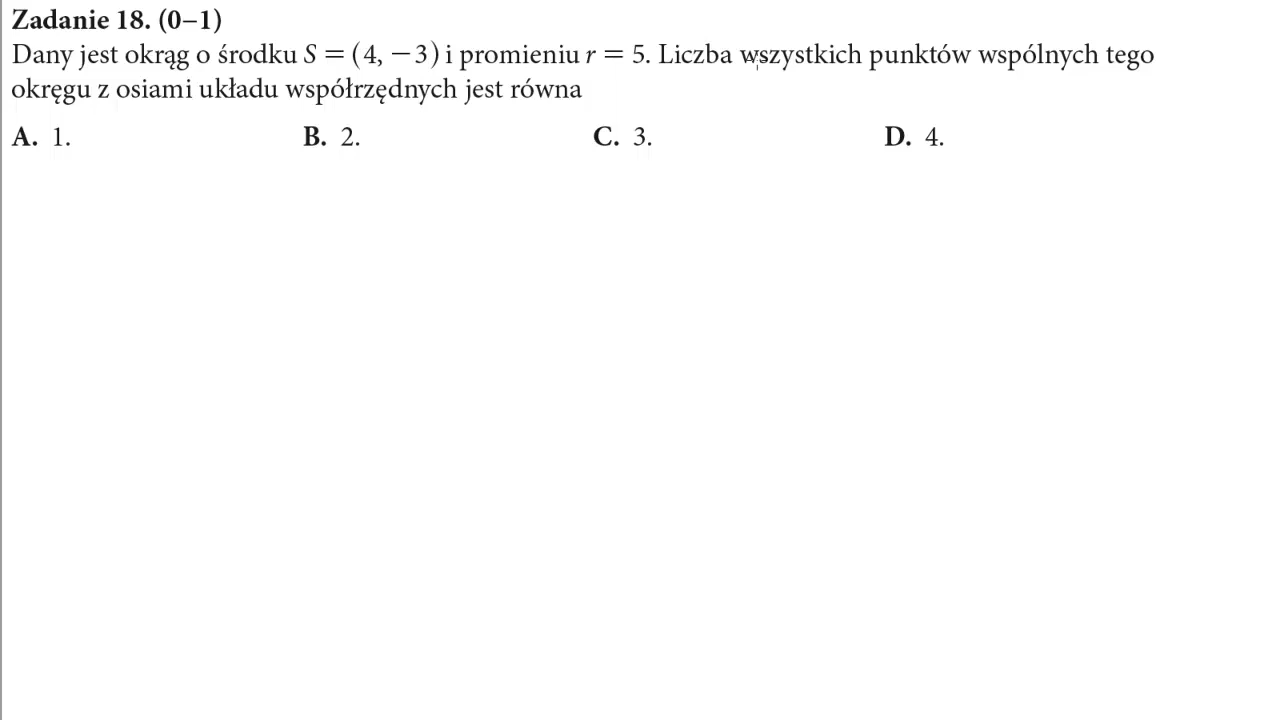 Zadanie 18. (0–1)
Dany jest okrąg o środku S = (4, −3) i promieniu r = 5. Liczba wszystkich punktów wspólnych tego
okręgu z osiami układu współrzędnych jest równa
A. 1. B. 2. C. 3. D. 4.